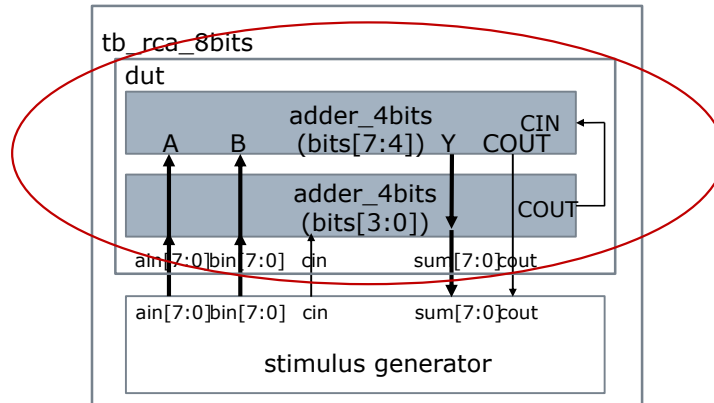 tb_rca_8bits
dut
adder_4bits
CIN
A B (bits[7:4]) Y COUT
adder_4bits
COUT
(bits[3:0])
ain[7:0] bin[7:0] cin sum[7:0] cout
ain[7:0] bin[7:0] cin sum[7:0] cout
stimulus generator